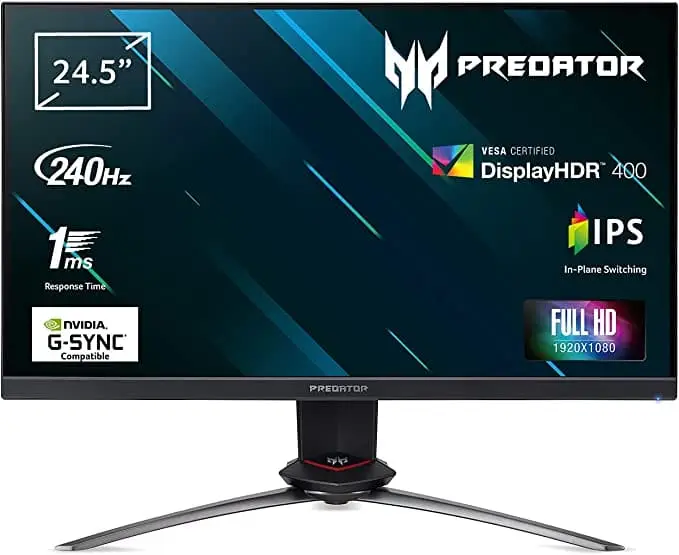 24.5”
PREDATOR
240Hz
VESA CERTIFIED
DisplayHDR™ 400
1ms
Response Time
IPS
In-Plane Switching
NVIDIA.
G-SYNC®
Compatible
FULL HD
1920X1080
PREDATOR